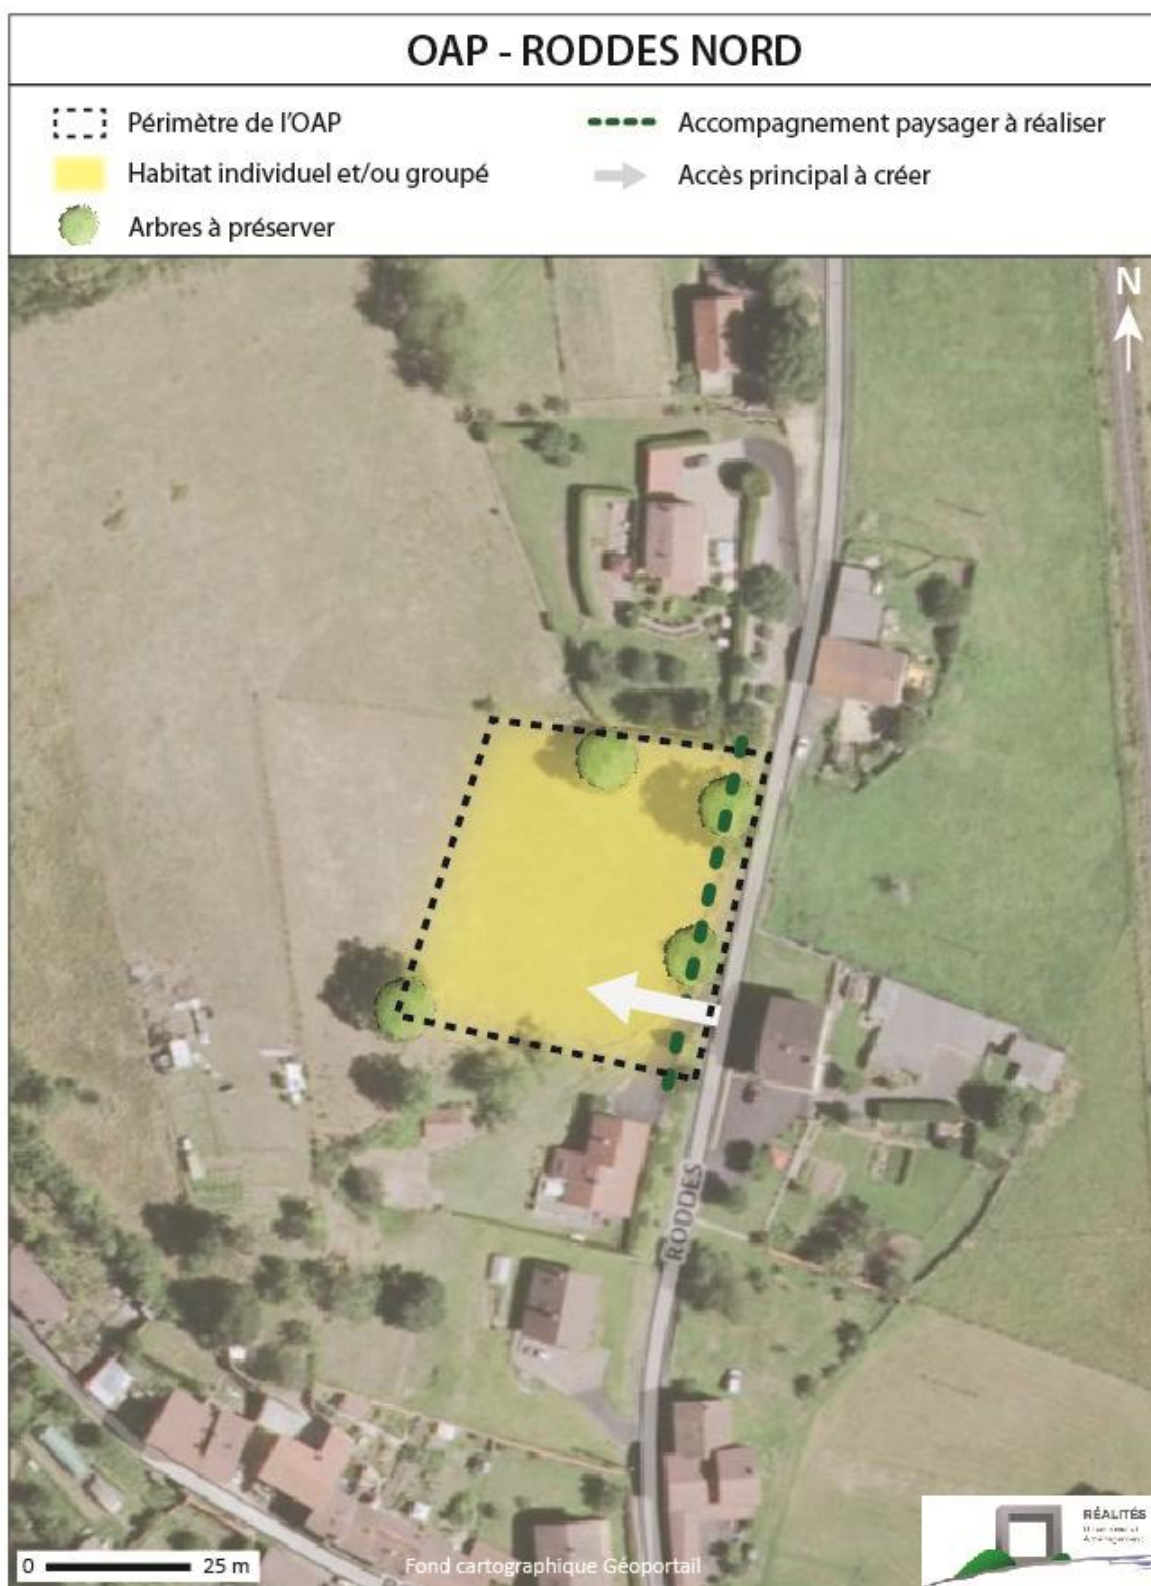 OAP - RODDES NORD
Périmètre de l'OAP
Habitat individuel et/ou groupé
Arbres à préserver
Accompagnement paysager à réaliser
Accès principal à créer
N
RODDES
0 25 m
Fond cartographique Géoportail
RÉALITÉS